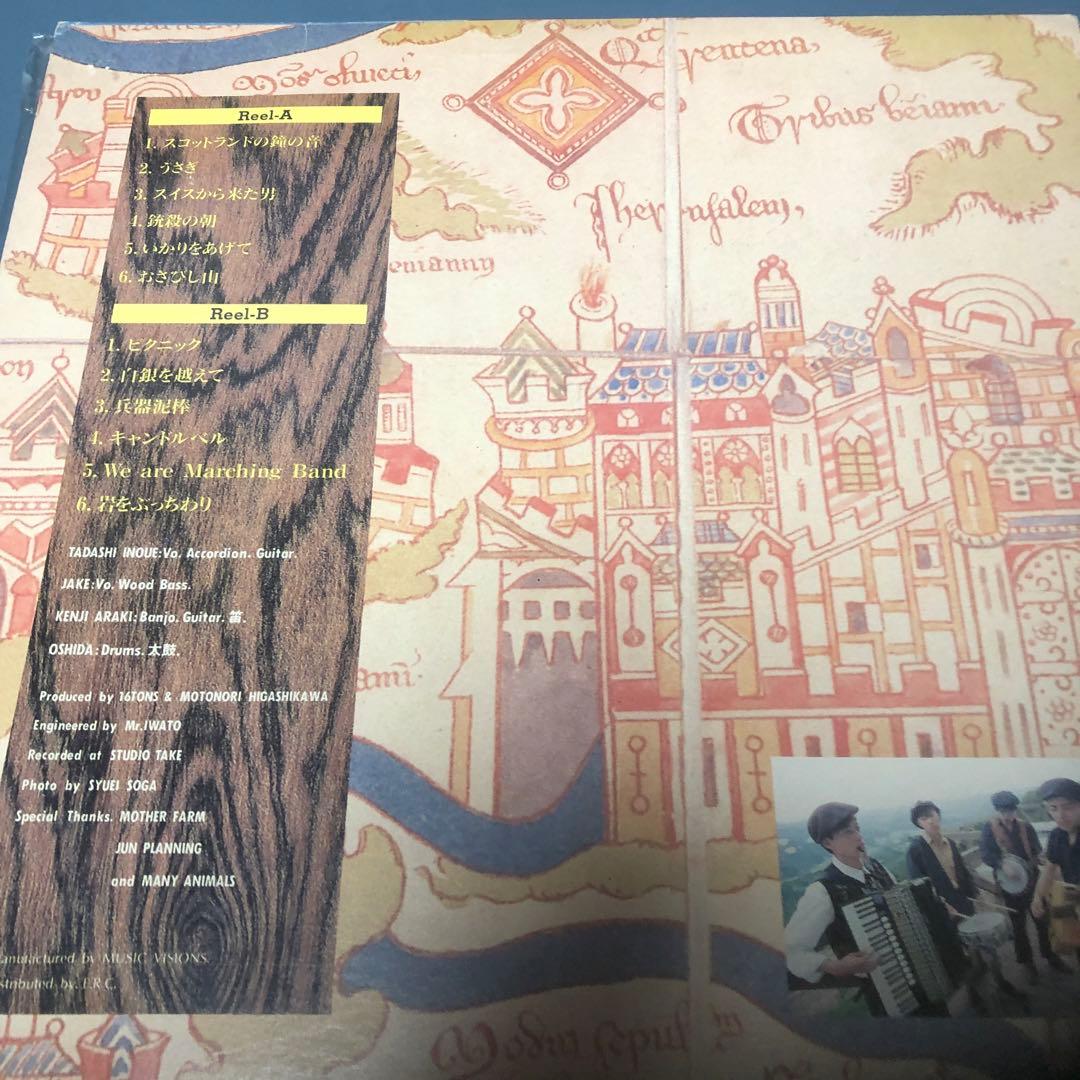 Reel-A
1. スコットランドの鐘の音
2. うさぎ
3. スイスから来た男
4. 銃殺の朝
5. いかりをあげて
6. おさびし山
Reel-B
1. ピクニック
2. 白銀を越えて
3. 兵器泥棒
4. キャンドルベル
5. We are Marching Band
6. 岩をぶっちわり
TADASHI INOUE:Vo. Accordion. Guitar.
JAKE:Vo. Wood Bass.
KENJI ARAKI:Banjo. Guitar. 笛.
OSHIDA:Drums. 太鼓.
Produced by 16TONS & MOTONORI HIGASHIKAWA
Engineered by Mr.IWATO
Recorded at STUDIO TAKE
Photo by SYUEI SOGA
Special Thanks. MOTHER FARM
JUN PLANNING
and MANY ANIMALS
anufactured by MUSIC VISIONS.
stributed by. F.R.C.